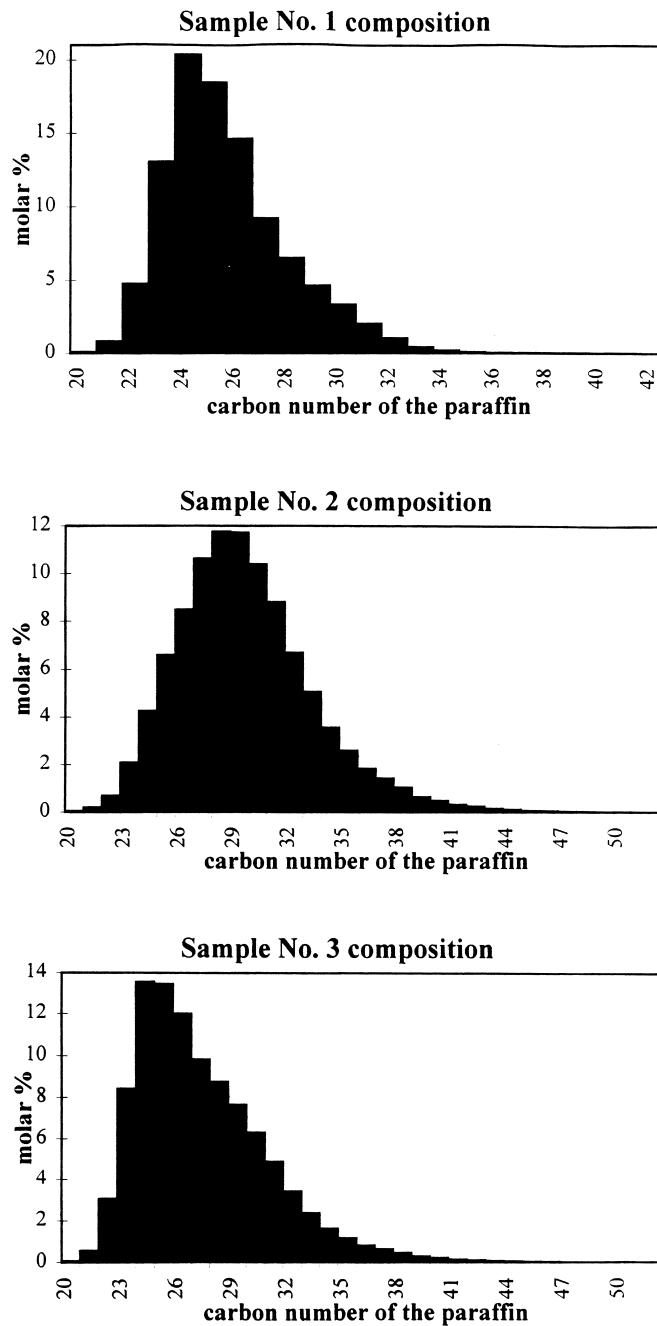 Sample No. 1 composition
20
15
10
5
0
molar %
20 22 24 26 28 30 32 34 36 38 40 42
carbon number of the paraffin
Sample No. 2 composition
12
10
8
6
4
2
0
molar %
20 23 26 29 32 35 38 41 44 47 50
carbon number of the paraffin
Sample No. 3 composition
14
12
10
8
6
4
2
0
molar %
20 23 26 29 32 35 38 41 44 47 50
carbon number of the paraffin